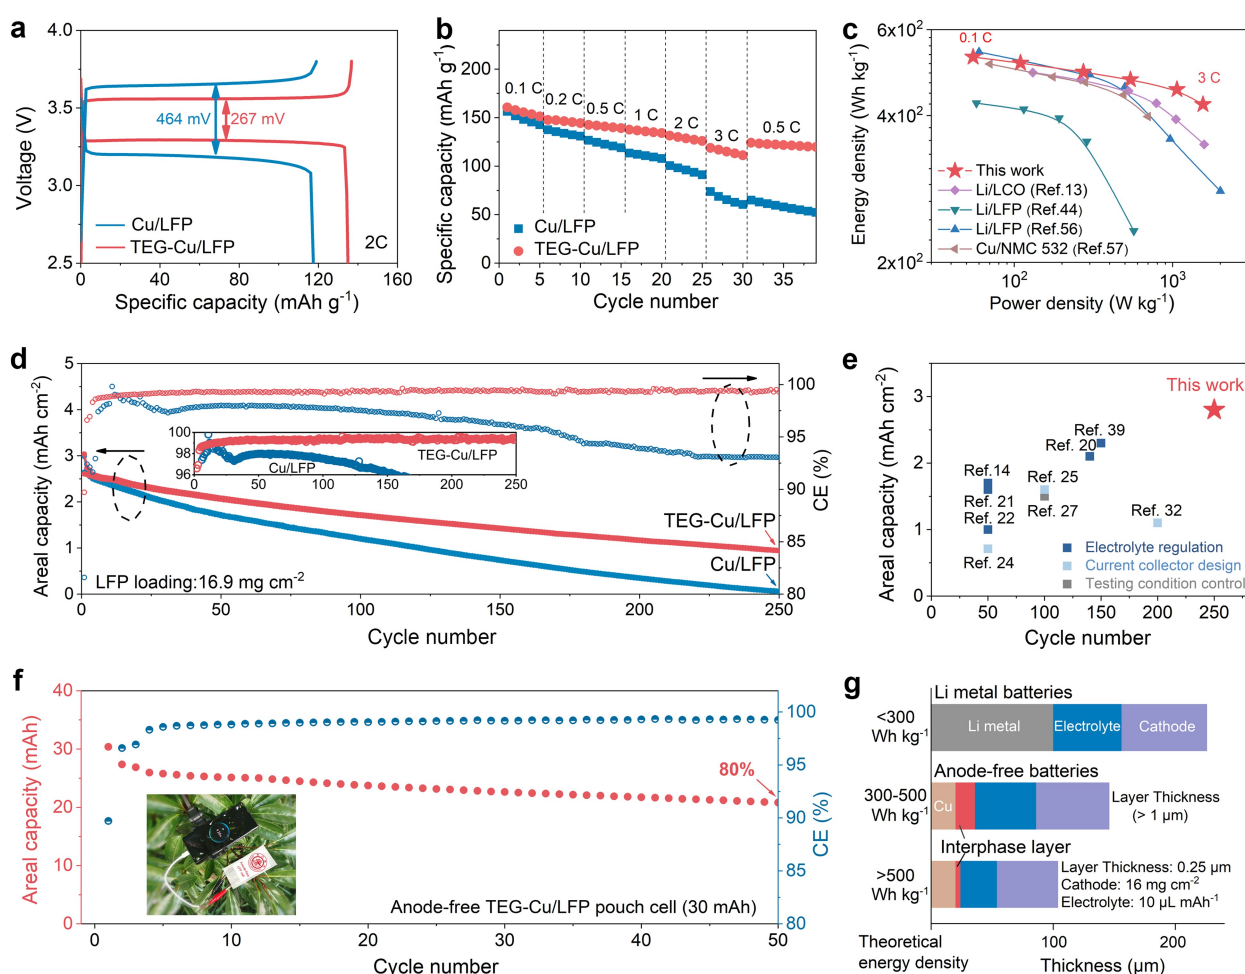 a
4.0
3.5
3.0
2.5
Voltage (V)
464 mV
267 mV
Cu/LFP
TEG-Cu/LFP
2C
0 40 80 120 160
Specific capacity (mAh g⁻¹)
b
200
150
100
50
0
Specific capacity (mAh g⁻¹)
0.1 C
0.2 C
0.5 C
1 C
2 C
3 C
0.5 C
Cu/LFP
TEG-Cu/LFP
0 5 10 15 20 25 30 35
Cycle number
c
6x10²
4x10²
2x10²
Energy density (Wh kg⁻¹)
0.1 C
3 C
This work
Li/LCO (Ref.13)
Li/LFP (Ref.44)
Li/LFP (Ref.56)
Cu/NMC 532 (Ref.57)
10² 10³
Power density (W kg⁻¹)
d
5
4
3
2
1
0
Areal capacity (mAh cm⁻²)
100
95
90
85
80
CE (%)
100
99
98
97
96
Cu/LFP
TEG-Cu/LFP
0 50 100 150 200 250
TEG-Cu/LFP
Cu/LFP
LFP loading:16.9 mg cm⁻²
0 50 100 150 200 250
Cycle number
e
3
2
1
0
Areal capacity (mAh cm⁻²)
This work
Ref. 39
Ref. 20
Ref.14
Ref. 25
Ref. 21
Ref. 27
Ref. 22
Ref. 32
Ref. 24
Electrolyte regulation
Current collector design
Testing condition control
0 50 100 150 200 250
Cycle number
f
40
30
20
10
0
Areal capacity (mAh)
100
95
90
85
80
CE (%)
80%
Anode-free TEG-Cu/LFP pouch cell (30 mAh)
0 10 20 30 40 50
Cycle number
g
Li metal batteries
<300
Wh kg⁻¹
Li metal
Electrolyte
Cathode
Anode-free batteries
300-500
Wh kg⁻¹
Cu
Layer Thickness
(> 1 μm)
Interphase layer
>500
Wh kg⁻¹
Layer Thickness: 0.25 μm
Cathode: 16 mg cm⁻²
Electrolyte: 10 μL mAh⁻¹
Theoretical
energy density
100 200
Thickness (μm)